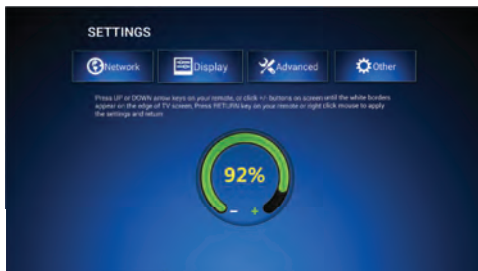 SETTINGS
Network Display Advanced Other
Press UP or DOWN arrow keys on your remote, or click +/- buttons on screen until the white borders
appear on the edge of TV screen, Press RETURN key on your remote or right click mouse to apply
the settings and return
92%
- +